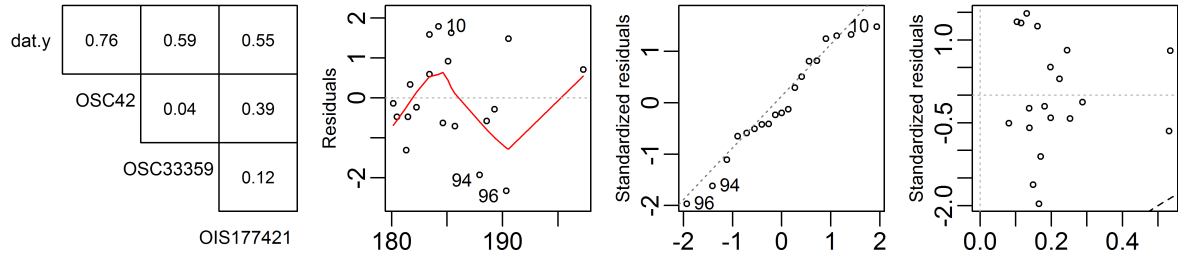 dat.y 0.76 0.59 0.55
OSC42 0.04 0.39
OSC33359 0.12
OIS177421
Residuals
2
1
0
-2
10
94
96
180 190
Standardized residuals
1
0
-1
-2
10
94
96
-2 -1 0 1 2
Standardized residuals
1.0
-0.5
-2.0
0.0 0.2 0.4